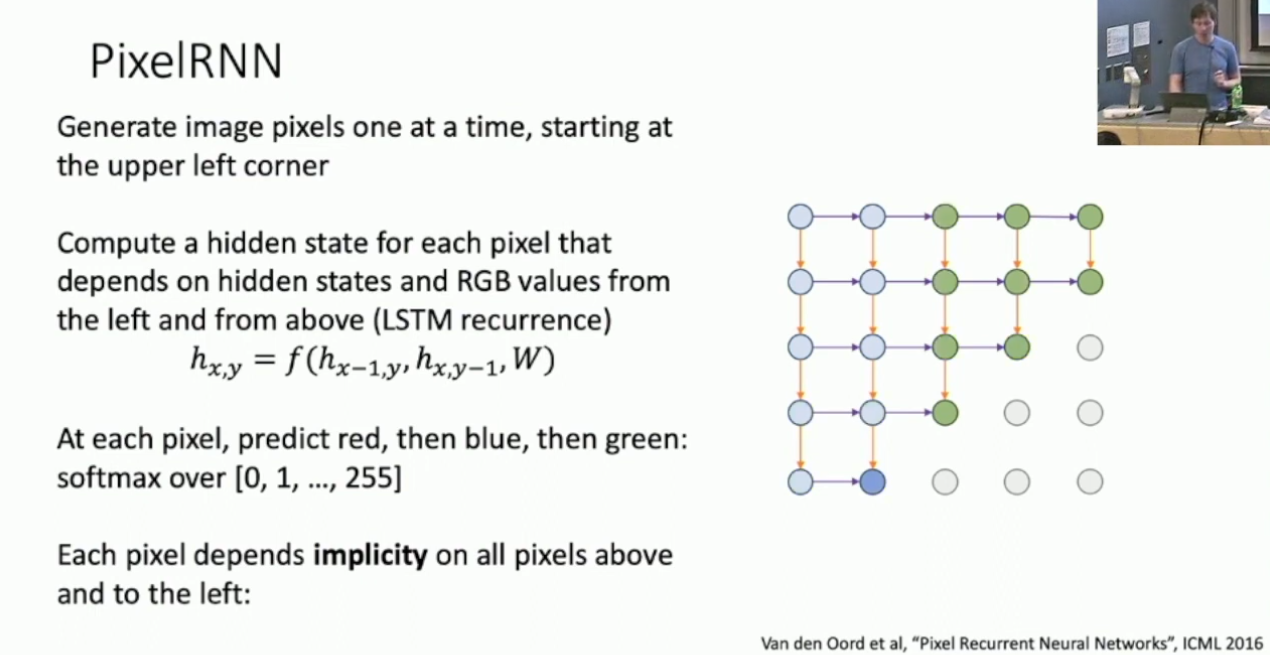 PixelRNN
Generate image pixels one at a time, starting at
the upper left corner
Compute a hidden state for each pixel that
depends on hidden states and RGB values from
the left and from above (LSTM recurrence)
h_{x,y} = f(h_{x−1,y}, h_{x,y−1}, W)
At each pixel, predict red, then blue, then green:
softmax over [0, 1, …, 255]
Each pixel depends implicity on all pixels above
and to the left:
Van den Oord et al, “Pixel Recurrent Neural Networks”, ICML 2016